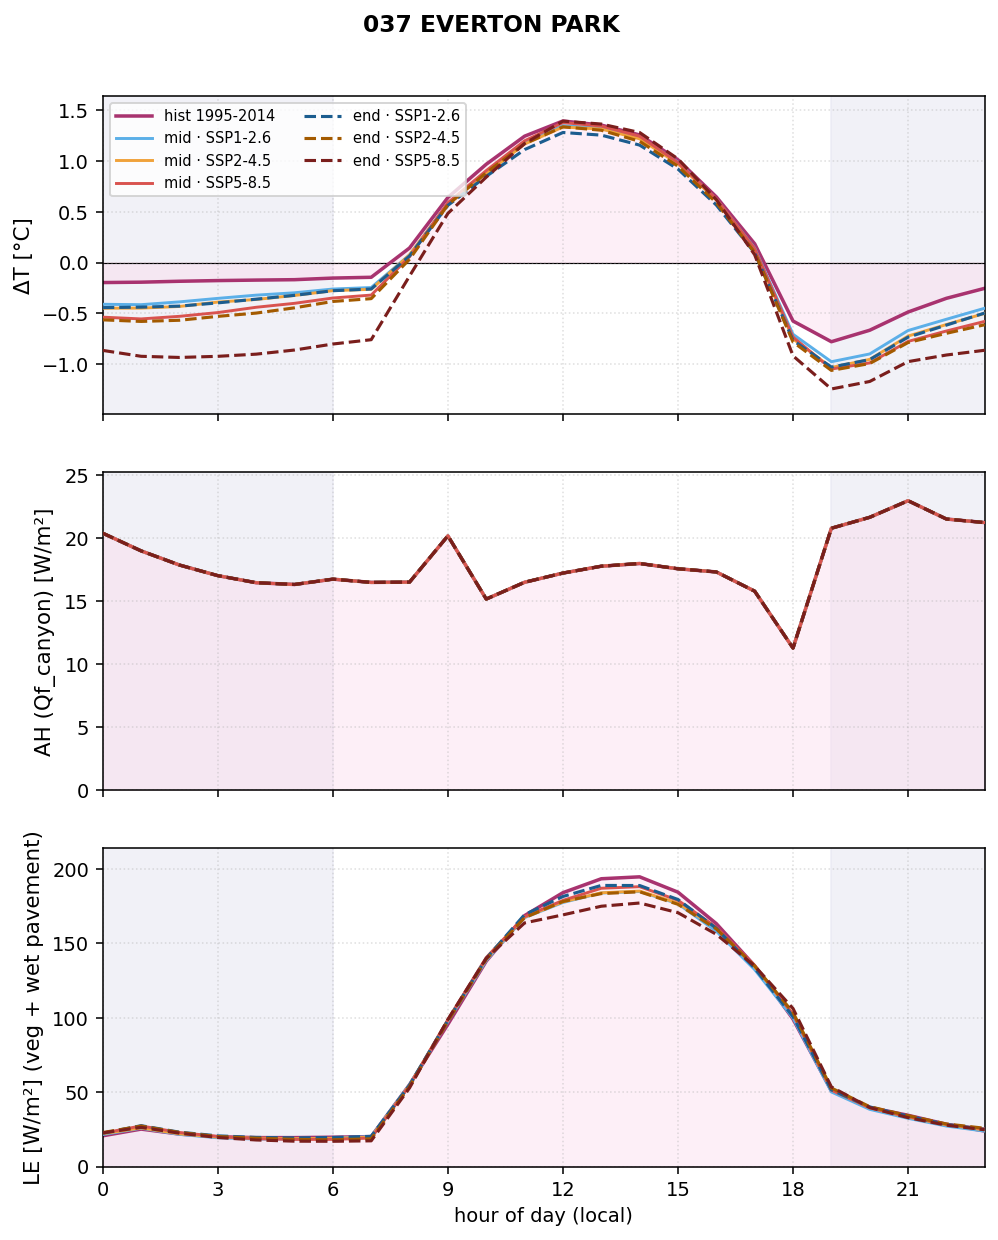 037 EVERTON PARK
hist 1995-2014
mid · SSP1-2.6
mid · SSP2-4.5
mid · SSP5-8.5
end · SSP1-2.6
end · SSP2-4.5
end · SSP5-8.5
ΔT [°C]
1.5
1.0
0.5
0.0
−0.5
−1.0
AH (Qf_canyon) [W/m²]
25
20
15
10
5
0
LE [W/m²] (veg + wet pavement)
200
150
100
50
0
0 3 6 9 12 15 18 21
hour of day (local)